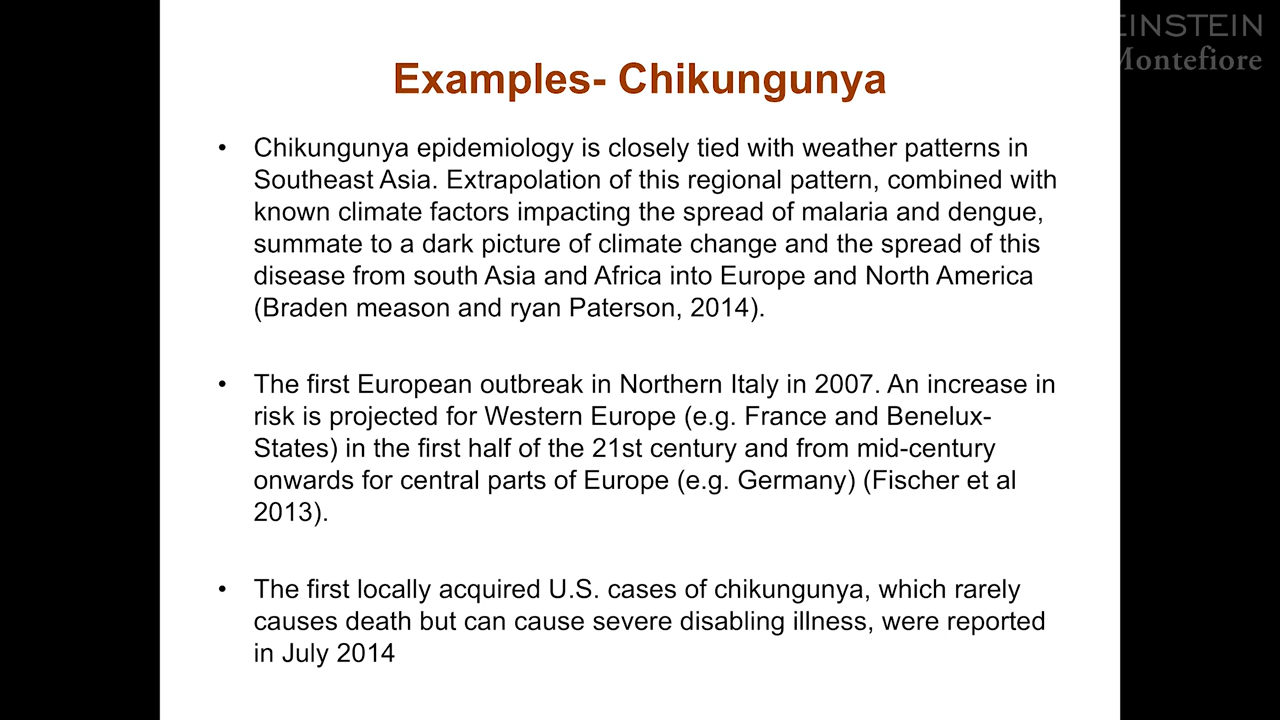 EINSTEIN
Montefiore
Examples- Chikungunya
• Chikungunya epidemiology is closely tied with weather patterns in
Southeast Asia. Extrapolation of this regional pattern, combined with
known climate factors impacting the spread of malaria and dengue,
summate to a dark picture of climate change and the spread of this
disease from south Asia and Africa into Europe and North America
(Braden meason and ryan Paterson, 2014).
• The first European outbreak in Northern Italy in 2007. An increase in
risk is projected for Western Europe (e.g. France and Benelux-
States) in the first half of the 21st century and from mid-century
onwards for central parts of Europe (e.g. Germany) (Fischer et al
2013).
• The first locally acquired U.S. cases of chikungunya, which rarely
causes death but can cause severe disabling illness, were reported
in July 2014